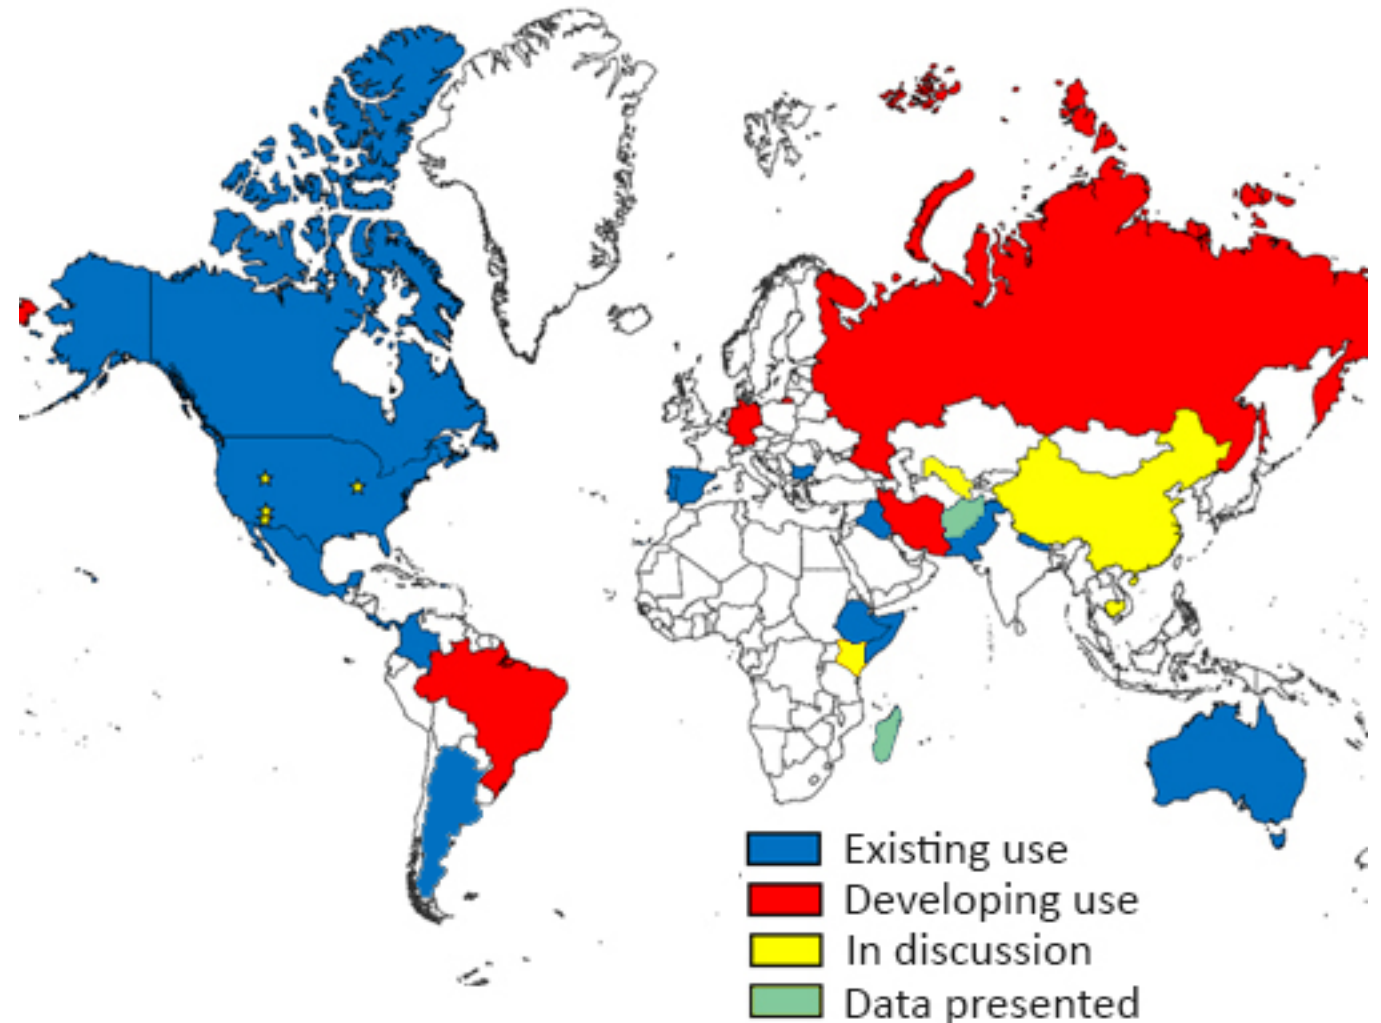 Existing use
Developing use
In discussion
Data presented